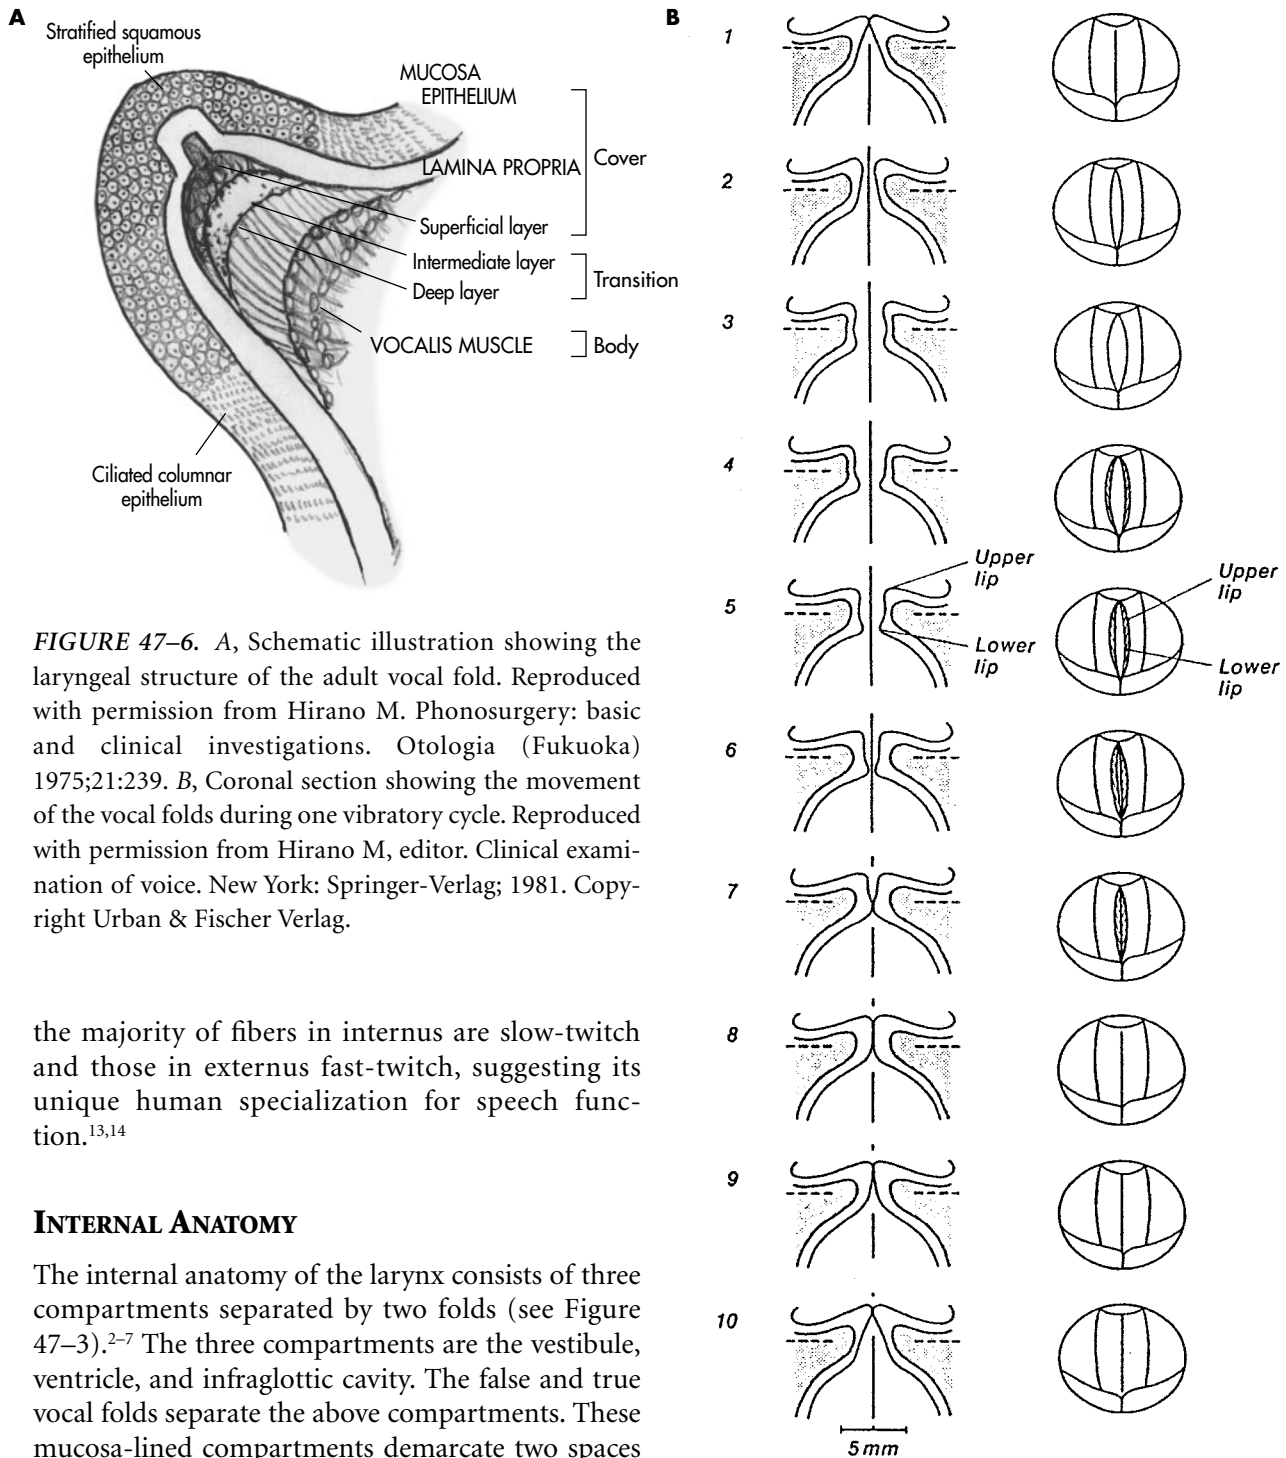 A
Stratified squamous
epithelium
MUCOSA
EPITHELIUM
LAMINA PROPRIA
Cover
Superficial layer
Intermediate layer
Deep layer
Transition
VOCALIS MUSCLE
Body
Ciliated columnar
epithelium
FIGURE 47–6. A, Schematic illustration showing the
laryngeal structure of the adult vocal fold. Reproduced
with permission from Hirano M. Phonosurgery: basic
and clinical investigations. Otologia (Fukuoka)
1975;21:239. B, Coronal section showing the movement
of the vocal folds during one vibratory cycle. Reproduced
with permission from Hirano M, editor. Clinical exami-
nation of voice. New York: Springer-Verlag; 1981. Copy-
right Urban & Fischer Verlag.
the majority of fibers in internus are slow-twitch
and those in externus fast-twitch, suggesting its
unique human specialization for speech func-
tion.13,14
INTERNAL ANATOMY
The internal anatomy of the larynx consists of three
compartments separated by two folds (see Figure
47–3).2–7 The three compartments are the vestibule,
ventricle, and infraglottic cavity. The false and true
vocal folds separate the above compartments. These
mucosa-lined compartments demarcate two spaces
B
1
2
3
4
5
Upper
lip
Lower
lip
Upper
lip
Lower
lip
6
7
8
9
10
5 mm